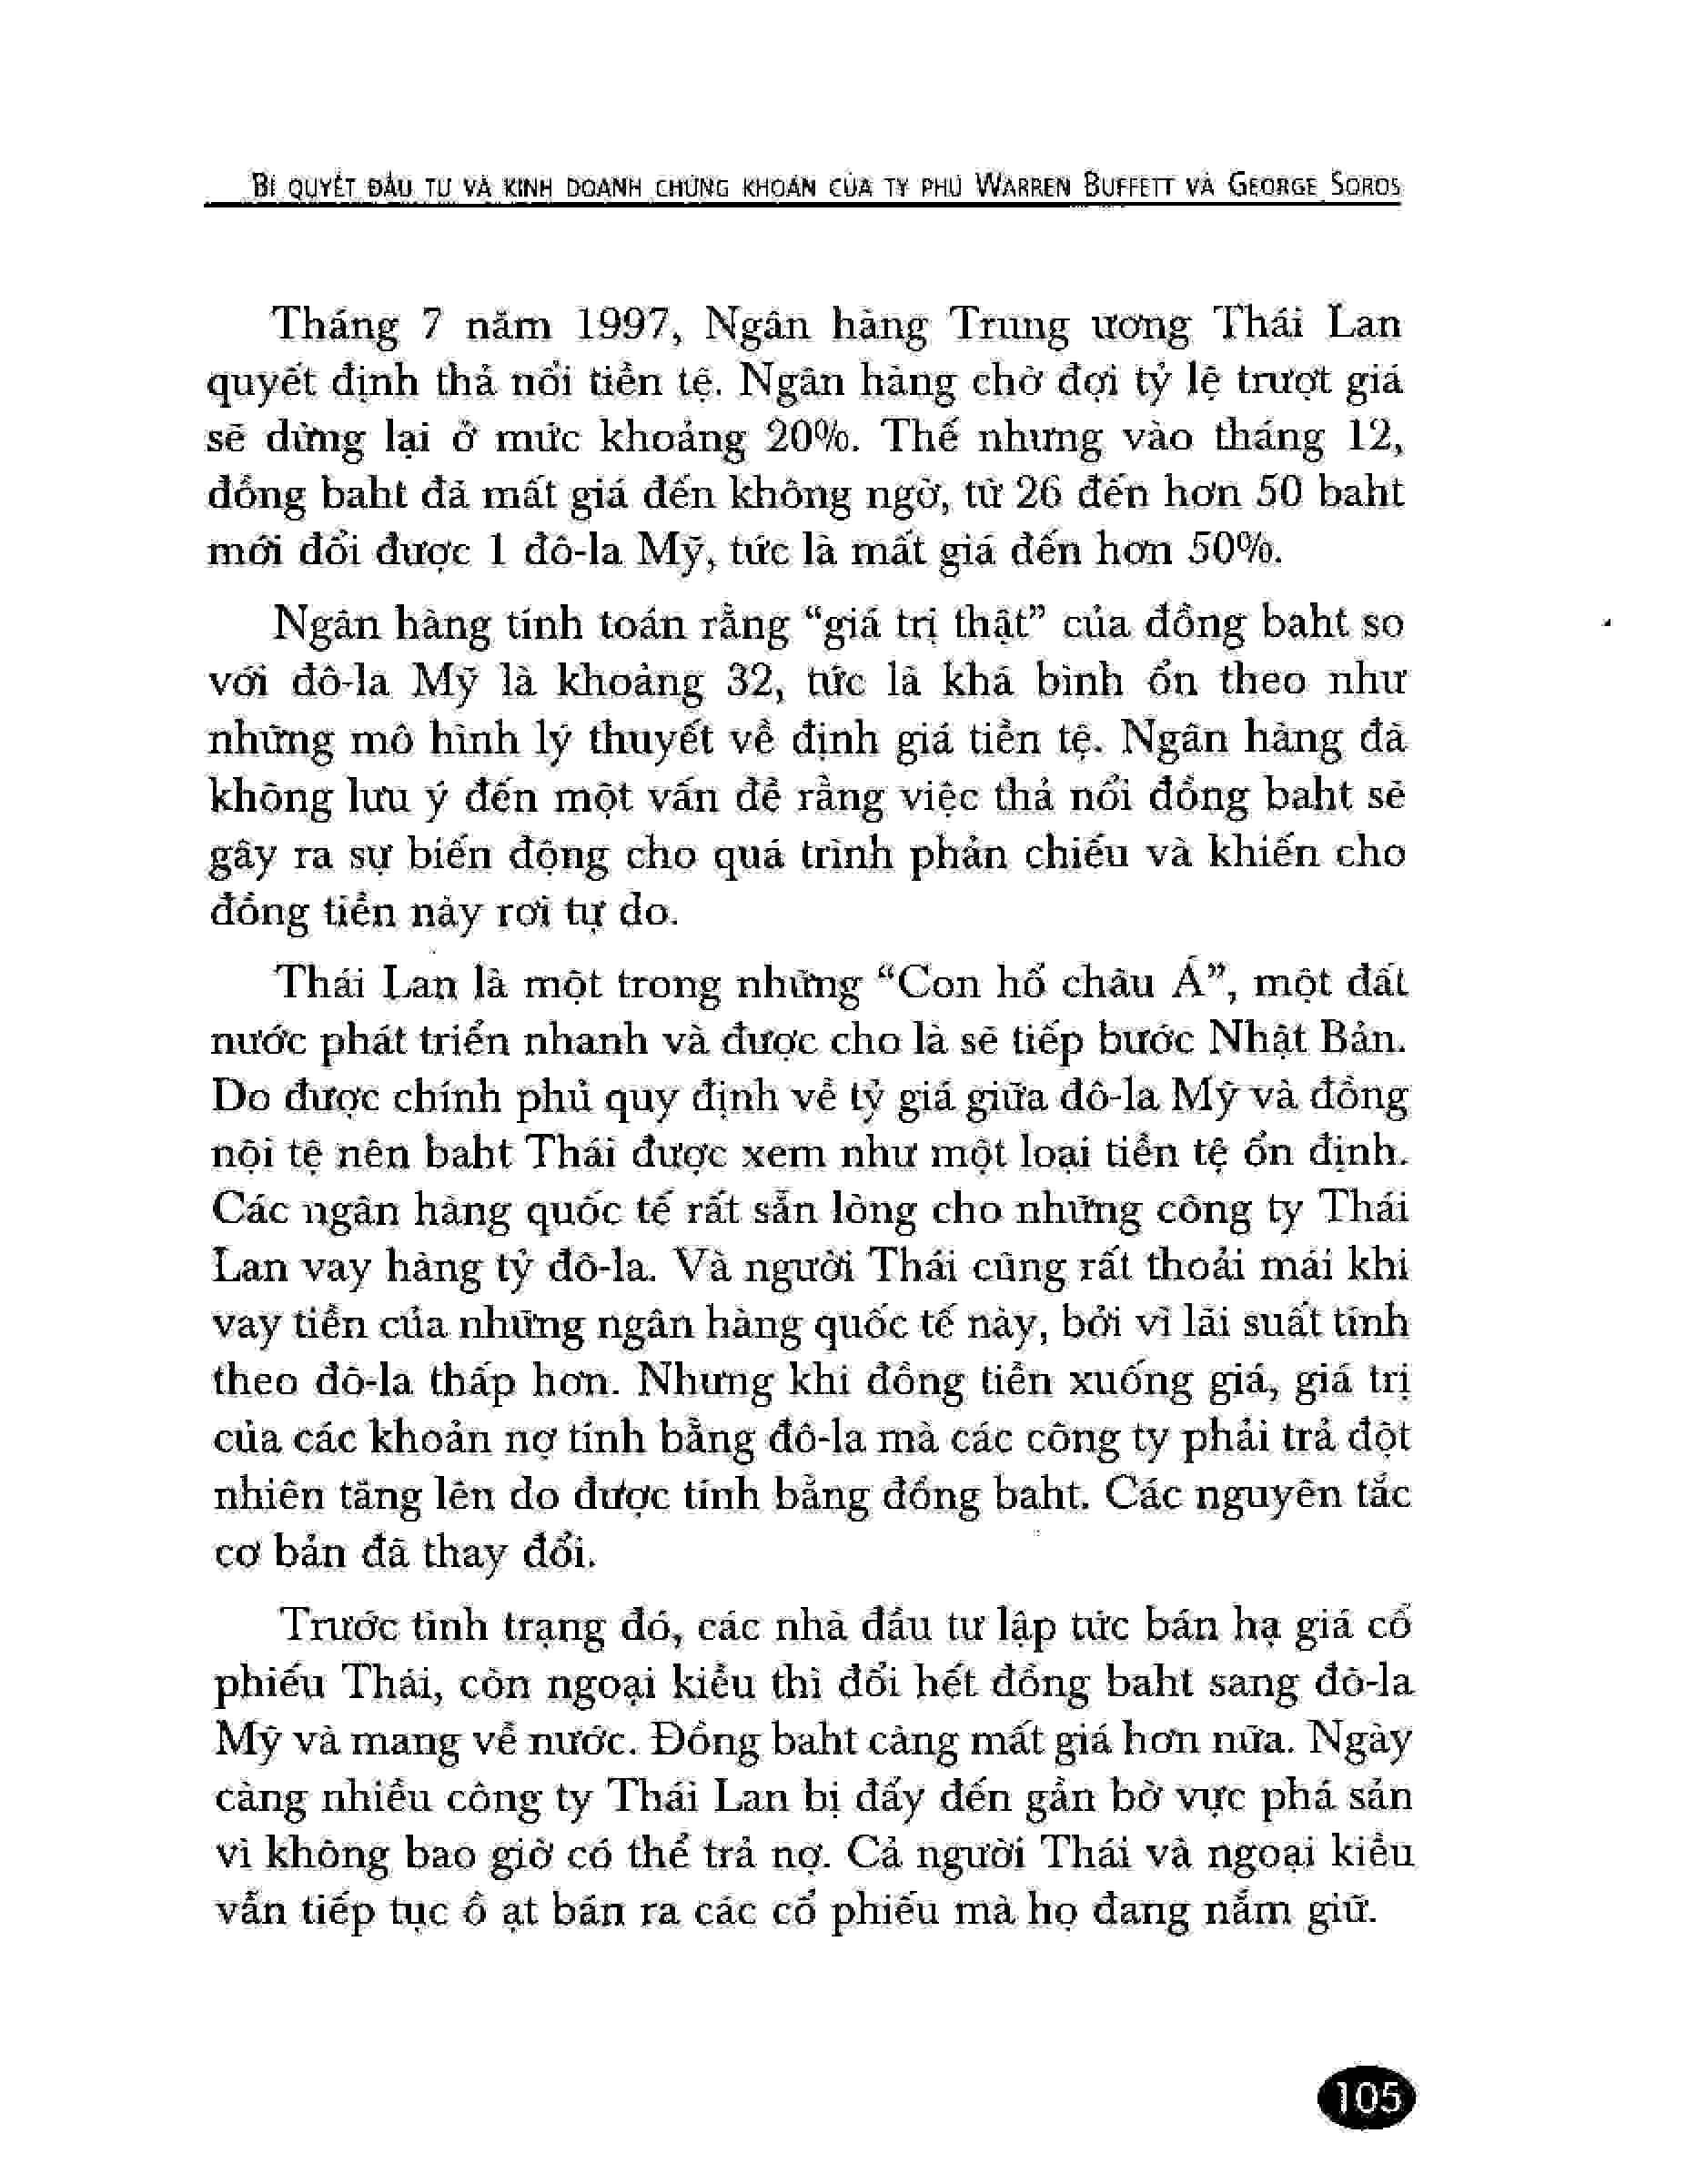 BÍ QUYẾT ĐẦU TƯ VÀ KINH DOANH CHỨNG KHOÁN CỦA TỶ PHÚ WARREN BUFFETT VÀ GEORGE SOROS
Tháng 7 năm 1997, Ngân hàng Trung ương Thái Lan
quyết định thả nổi tiền tệ. Ngân hàng chờ đợi tỷ lệ trượt giá
sẽ dừng lại ở mức khoảng 20%. Thế nhưng vào tháng 12,
đồng baht đã mất giá đến không ngờ, từ 26 đến hơn 50 baht
mới đổi được 1 đô-la Mỹ, tức là mất giá đến hơn 50%.
Ngân hàng tính toán rằng “giá trị thật” của đồng baht so
với đô-la Mỹ là khoảng 32, tức là khá bình ổn theo như
những mô hình lý thuyết về định giá tiền tệ. Ngân hàng đã
không lưu ý đến một vấn đề rằng việc thả nổi đồng baht sẽ
gây ra sự biến động cho quá trình phản chiếu và khiến cho
đồng tiền này rơi tự do.
Thái Lan là một trong những “Con hổ châu Á”, một đất
nước phát triển nhanh và được cho là sẽ tiếp bước Nhật Bản.
Do được chính phủ quy định về tỷ giá giữa đô-la Mỹ và đồng
nội tệ nên baht Thái được xem như một loại tiền tệ ổn định.
Các ngân hàng quốc tế rất sẵn lòng cho những công ty Thái
Lan vay hàng tỷ đô-la. Và người Thái cũng rất thoải mái khi
vay tiền của những ngân hàng quốc tế này, bởi vì lãi suất tính
theo đô-la thấp hơn. Nhưng khi đồng tiền xuống giá, giá trị
của các khoản nợ tính bằng đô-la mà các công ty phải trả đột
nhiên tăng lên do được tính bằng đồng baht. Các nguyên tắc
cơ bản đã thay đổi.
Trước tình trạng đó, các nhà đầu tư lập tức bán hạ giá cổ
phiếu Thái, còn ngoại kiều thì đổi hết đồng baht sang đô-la
Mỹ và mang về nước. Đồng baht càng mất giá hơn nữa. Ngày
càng nhiều công ty Thái Lan bị đẩy đến gần bờ vực phá sản
vì không bao giờ có thể trả nợ. Cả người Thái và ngoại kiều
vẫn tiếp tục ồ ạt bán ra các cổ phiếu mà họ đang nắm giữ.
105